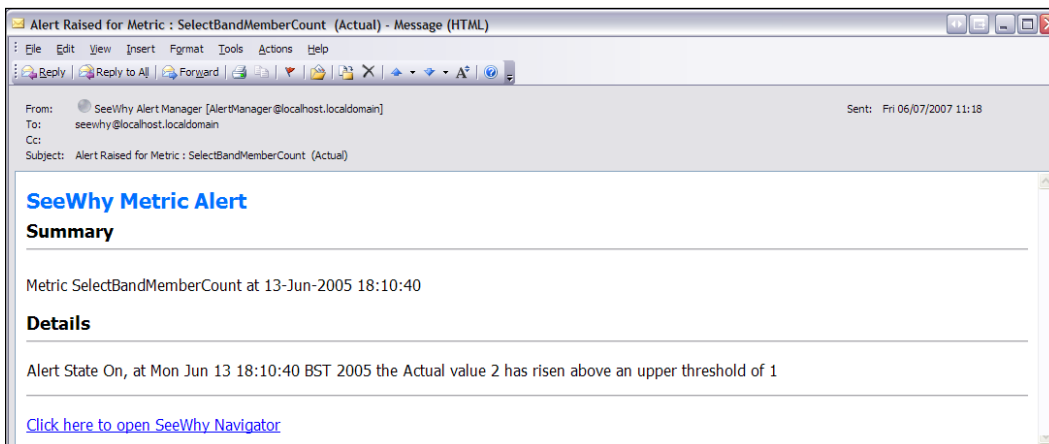 Alert Raised for Metric : SelectBandMemberCount (Actual) - Message (HTML)
File Edit View Insert Format Tools Actions Help
Reply Reply to All Forward
From: SeeWhy Alert Manager [AlertManager@localhost.localdomain] Sent: Fri 06/07/2007 11:18
To: seewhy@localhost.localdomain
Cc:
Subject: Alert Raised for Metric : SelectBandMemberCount (Actual)
SeeWhy Metric Alert
Summary
Metric SelectBandMemberCount at 13-Jun-2005 18:10:40
Details
Alert State On, at Mon Jun 13 18:10:40 BST 2005 the Actual value 2 has risen above an upper threshold of 1
Click here to open SeeWhy Navigator